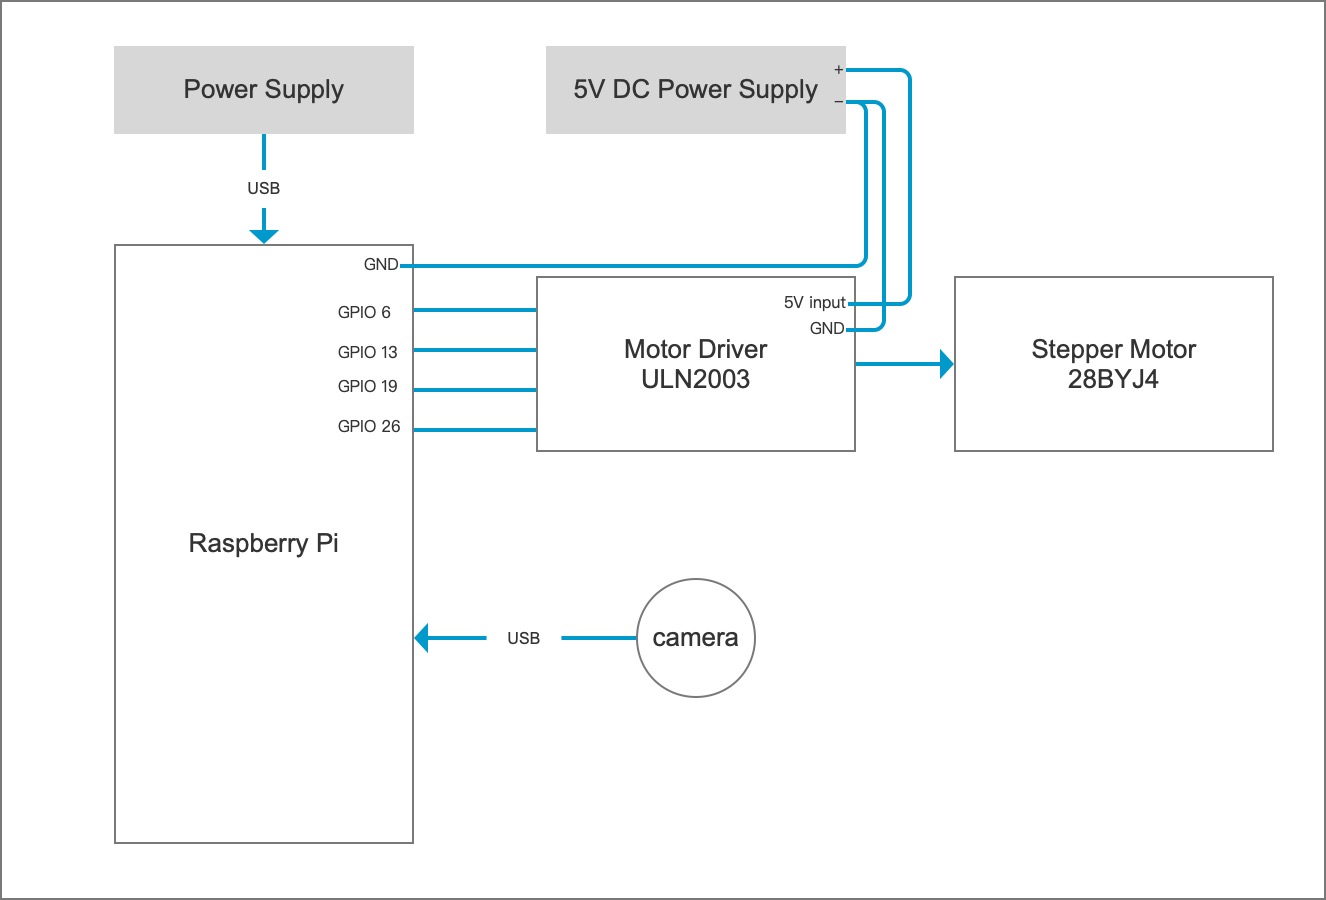 Power Supply
5V DC Power Supply
+
−
USB
GND
GPIO 6
GPIO 13
GPIO 19
GPIO 26
5V input
GND
Motor Driver
ULN2003
Stepper Motor
28BYJ4
Raspberry Pi
USB
camera